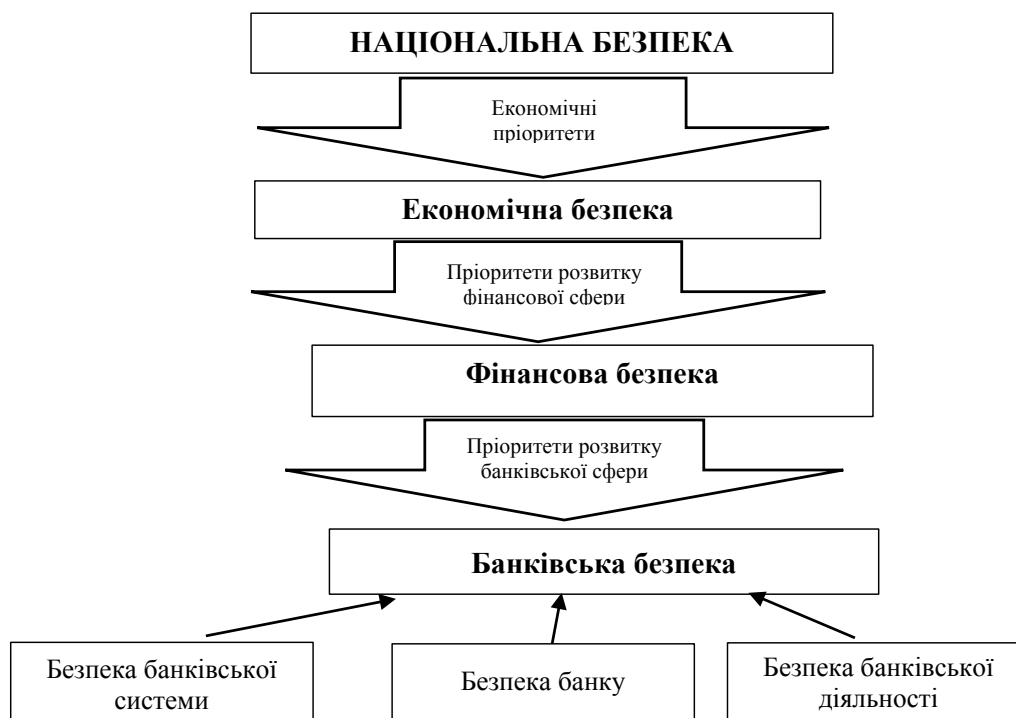 НАЦІОНАЛЬНА БЕЗПЕКА
Економічні
пріоритети
Економічна безпека
Пріоритети розвитку
фінансової сфери
Фінансова безпека
Пріоритети розвитку
банківської сфери
Банківська безпека
Безпека банківської
системи
Безпека банку
Безпека банківської
діяльності